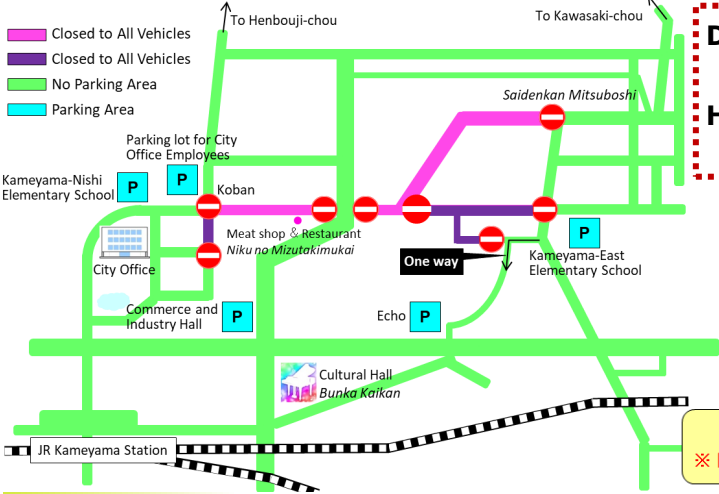 To Henbouji-chou
To Kawasaki-chou
D
H
Closed to All Vehicles
Closed to All Vehicles
No Parking Area
Parking Area
Saidenkan Mitsuboshi
Parking lot for City
Office Employees
P
Kameyama-Nishi
Elementary School
P
Koban
Meat shop & Restaurant
Niku no Mizutakimukai
City Office
One way
P
Kameyama-East
Elementary School
Commerce and
Industry Hall
P
Echo
P
Cultural Hall
Bunka Kaikan
JR Kameyama Station
※